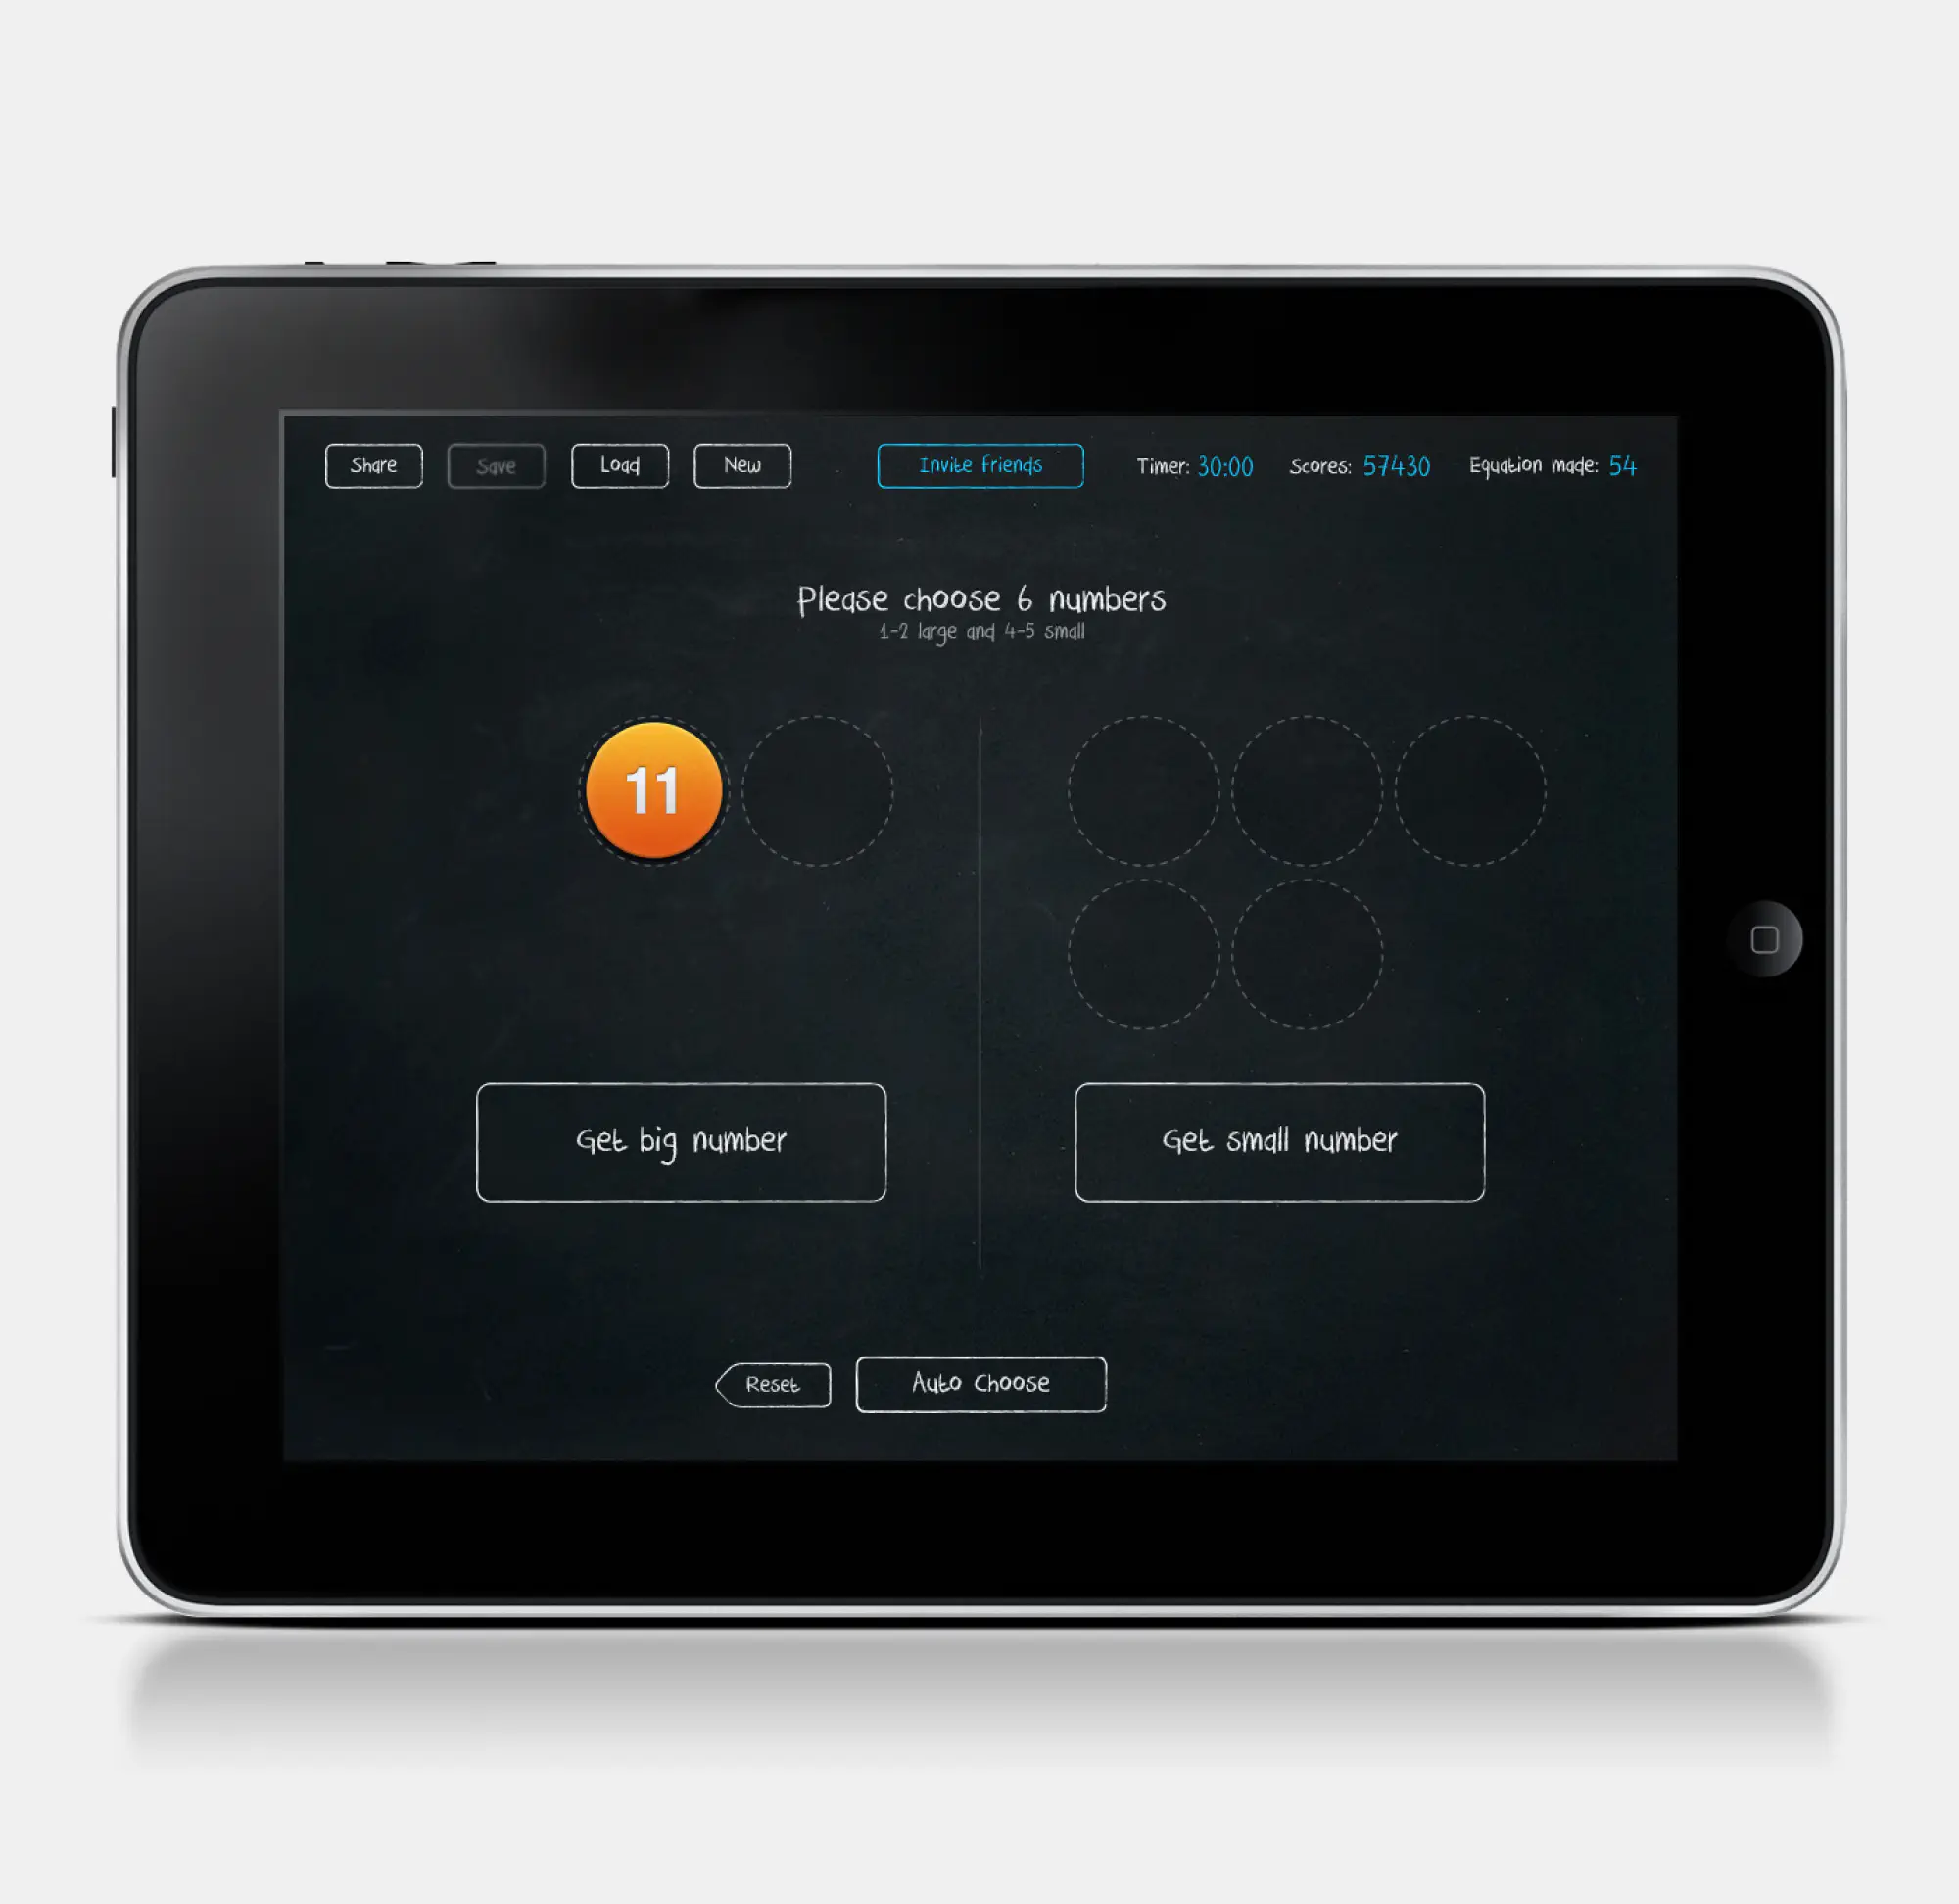 Share Save Load New Invite friends Timer: 30:00 Scores: 57430 Equation made: 54
Please choose 6 numbers
1-2 large and 4-5 small
11
Get big number
Get small number
Reset
Auto Choose